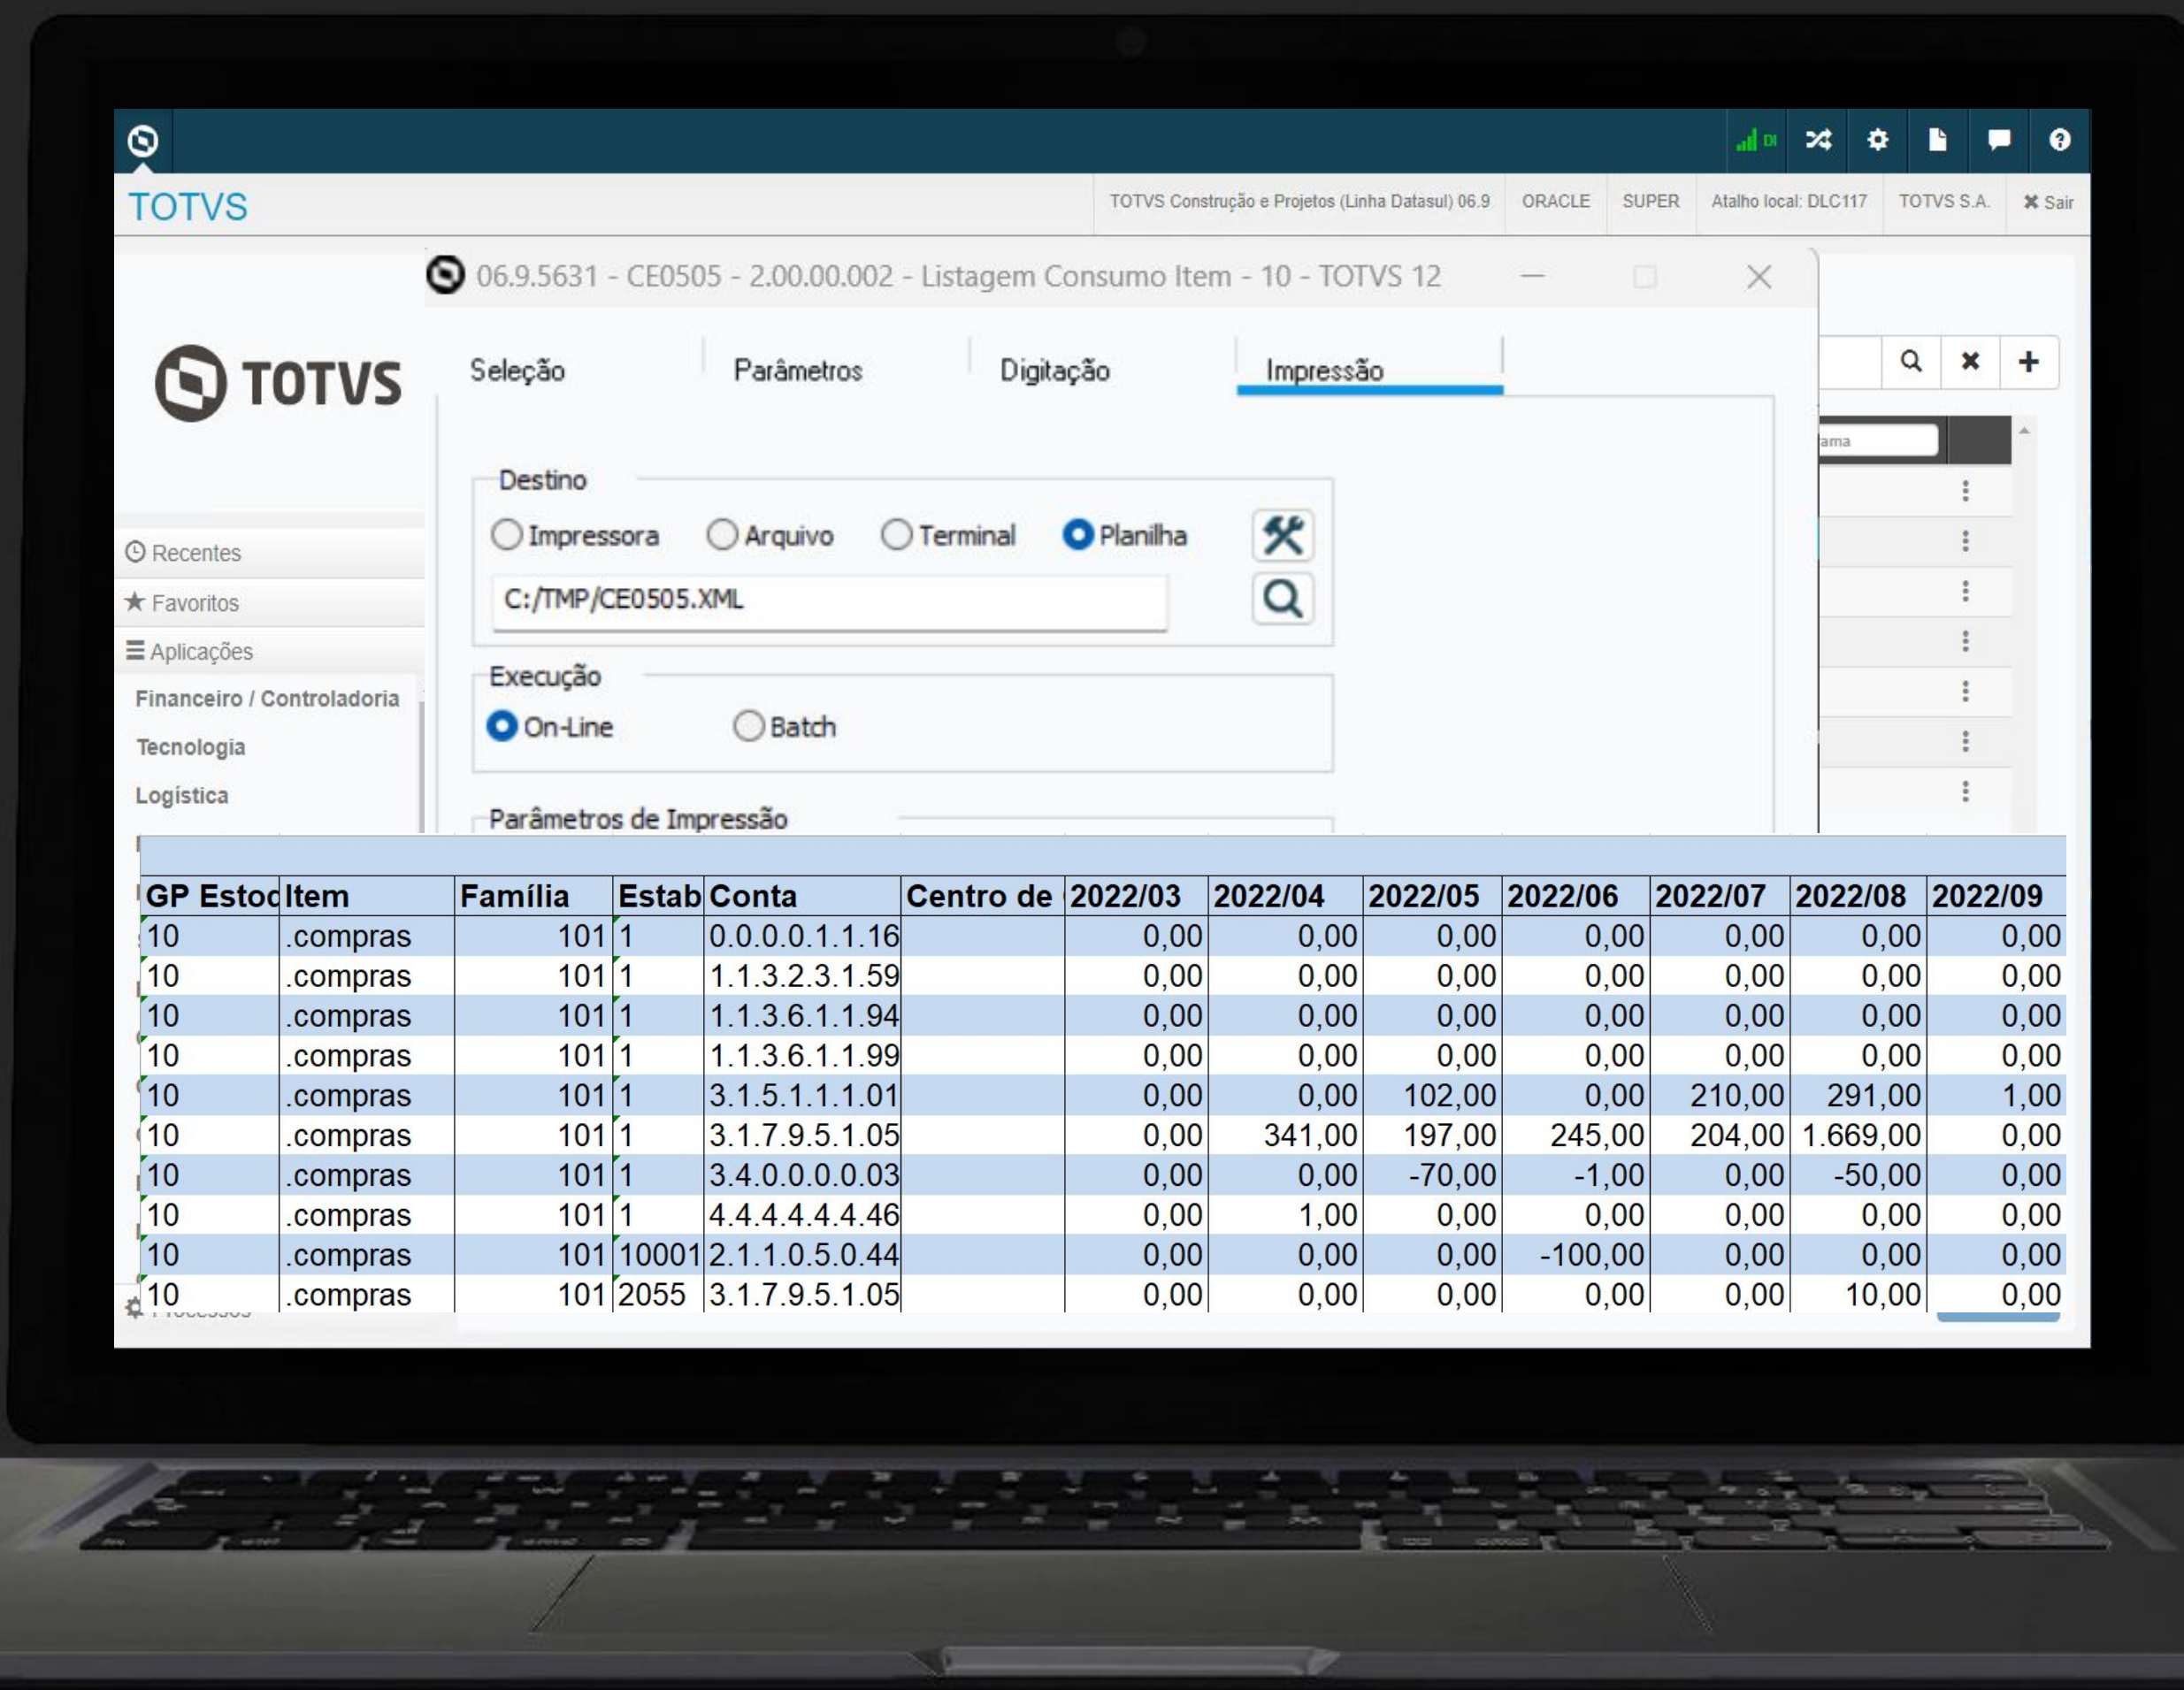 DI
TOTVS
TOTVS Construção e Projetos (Linha Datasul) 06.9 ORACLE SUPER Atalho local: DLC117 TOTVS S.A. Sair
06.9.5631 - CE0505 - 2.00.00.002 - Listagem Consumo Item - 10 - TOTVS 12
TOTVS
Seleção Parâmetros Digitação Impressão
Destino
Impressora Arquivo Terminal Planilha
C:/TMP/CE0505.XML
Recentes
Favoritos
Aplicações
Execução
On-Line Batch
Financeiro / Controladoria
Tecnologia
Logística
Parâmetros de Impressão
GP Estoc Item Família Estab Conta Centro de 2022/03 2022/04 2022/05 2022/06 2022/07 2022/08 2022/09
10 .compras 101 1 0.0.0.0.1.1.16 0,00 0,00 0,00 0,00 0,00 0,00 0,00
10 .compras 101 1 1.1.3.2.3.1.59 0,00 0,00 0,00 0,00 0,00 0,00 0,00
10 .compras 101 1 1.1.3.6.1.1.94 0,00 0,00 0,00 0,00 0,00 0,00 0,00
10 .compras 101 1 1.1.3.6.1.1.99 0,00 0,00 0,00 0,00 0,00 0,00 0,00
10 .compras 101 1 3.1.5.1.1.1.01 0,00 0,00 102,00 0,00 210,00 291,00 1,00
10 .compras 101 1 3.1.7.9.5.1.05 0,00 341,00 197,00 245,00 204,00 1.669,00 0,00
10 .compras 101 1 3.4.0.0.0.0.03 0,00 0,00 -70,00 -1,00 0,00 -50,00 0,00
10 .compras 101 1 4.4.4.4.4.4.46 0,00 1,00 0,00 0,00 0,00 0,00 0,00
10 .compras 101 10001 2.1.1.0.5.0.44 0,00 0,00 0,00 -100,00 0,00 0,00 0,00
10 .compras 101 2055 3.1.7.9.5.1.05 0,00 0,00 0,00 0,00 0,00 10,00 0,00